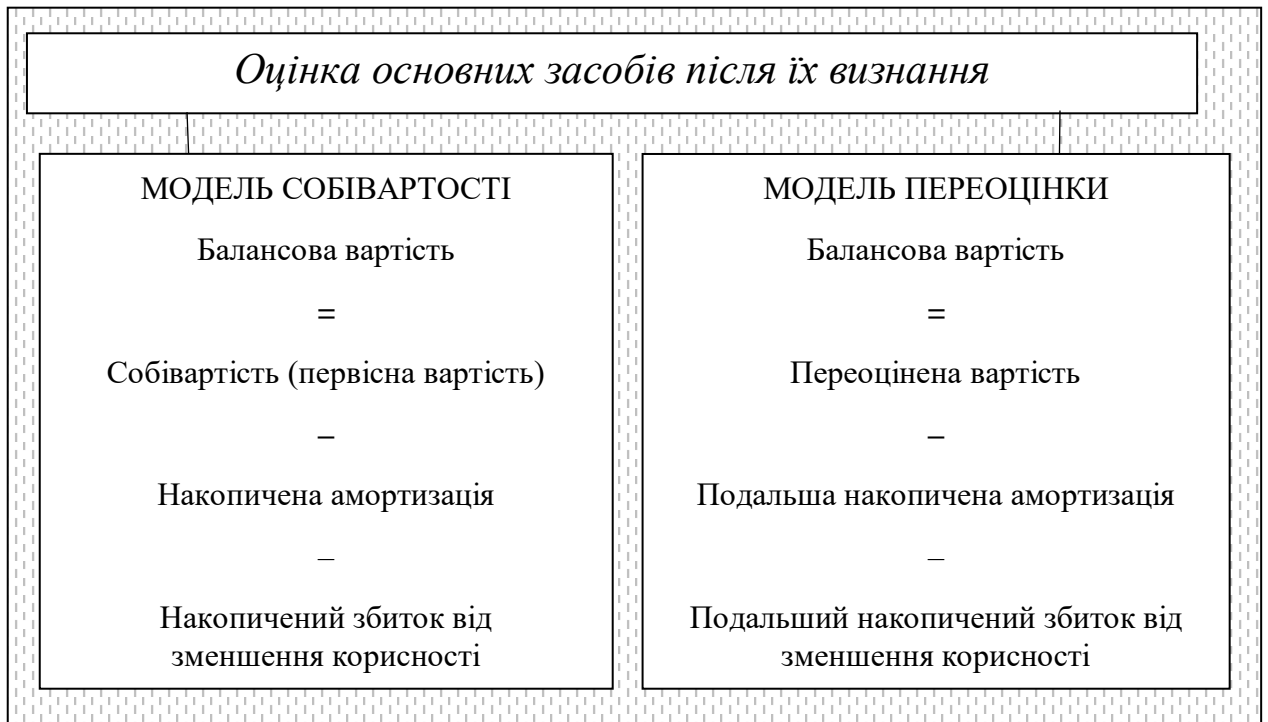 Оцінка основних засобів після їх визнання
МОДЕЛЬ СОБІВАРТОСТІ
Балансова вартість
=
Собівартість (первісна вартість)
–
Накопичена амортизація
–
Накопичений збиток від
зменшення корисності
МОДЕЛЬ ПЕРЕОЦІНКИ
Балансова вартість
=
Переоцінена вартість
–
Подальша накопичена амортизація
–
Подальший накопичений збиток від
зменшення корисності